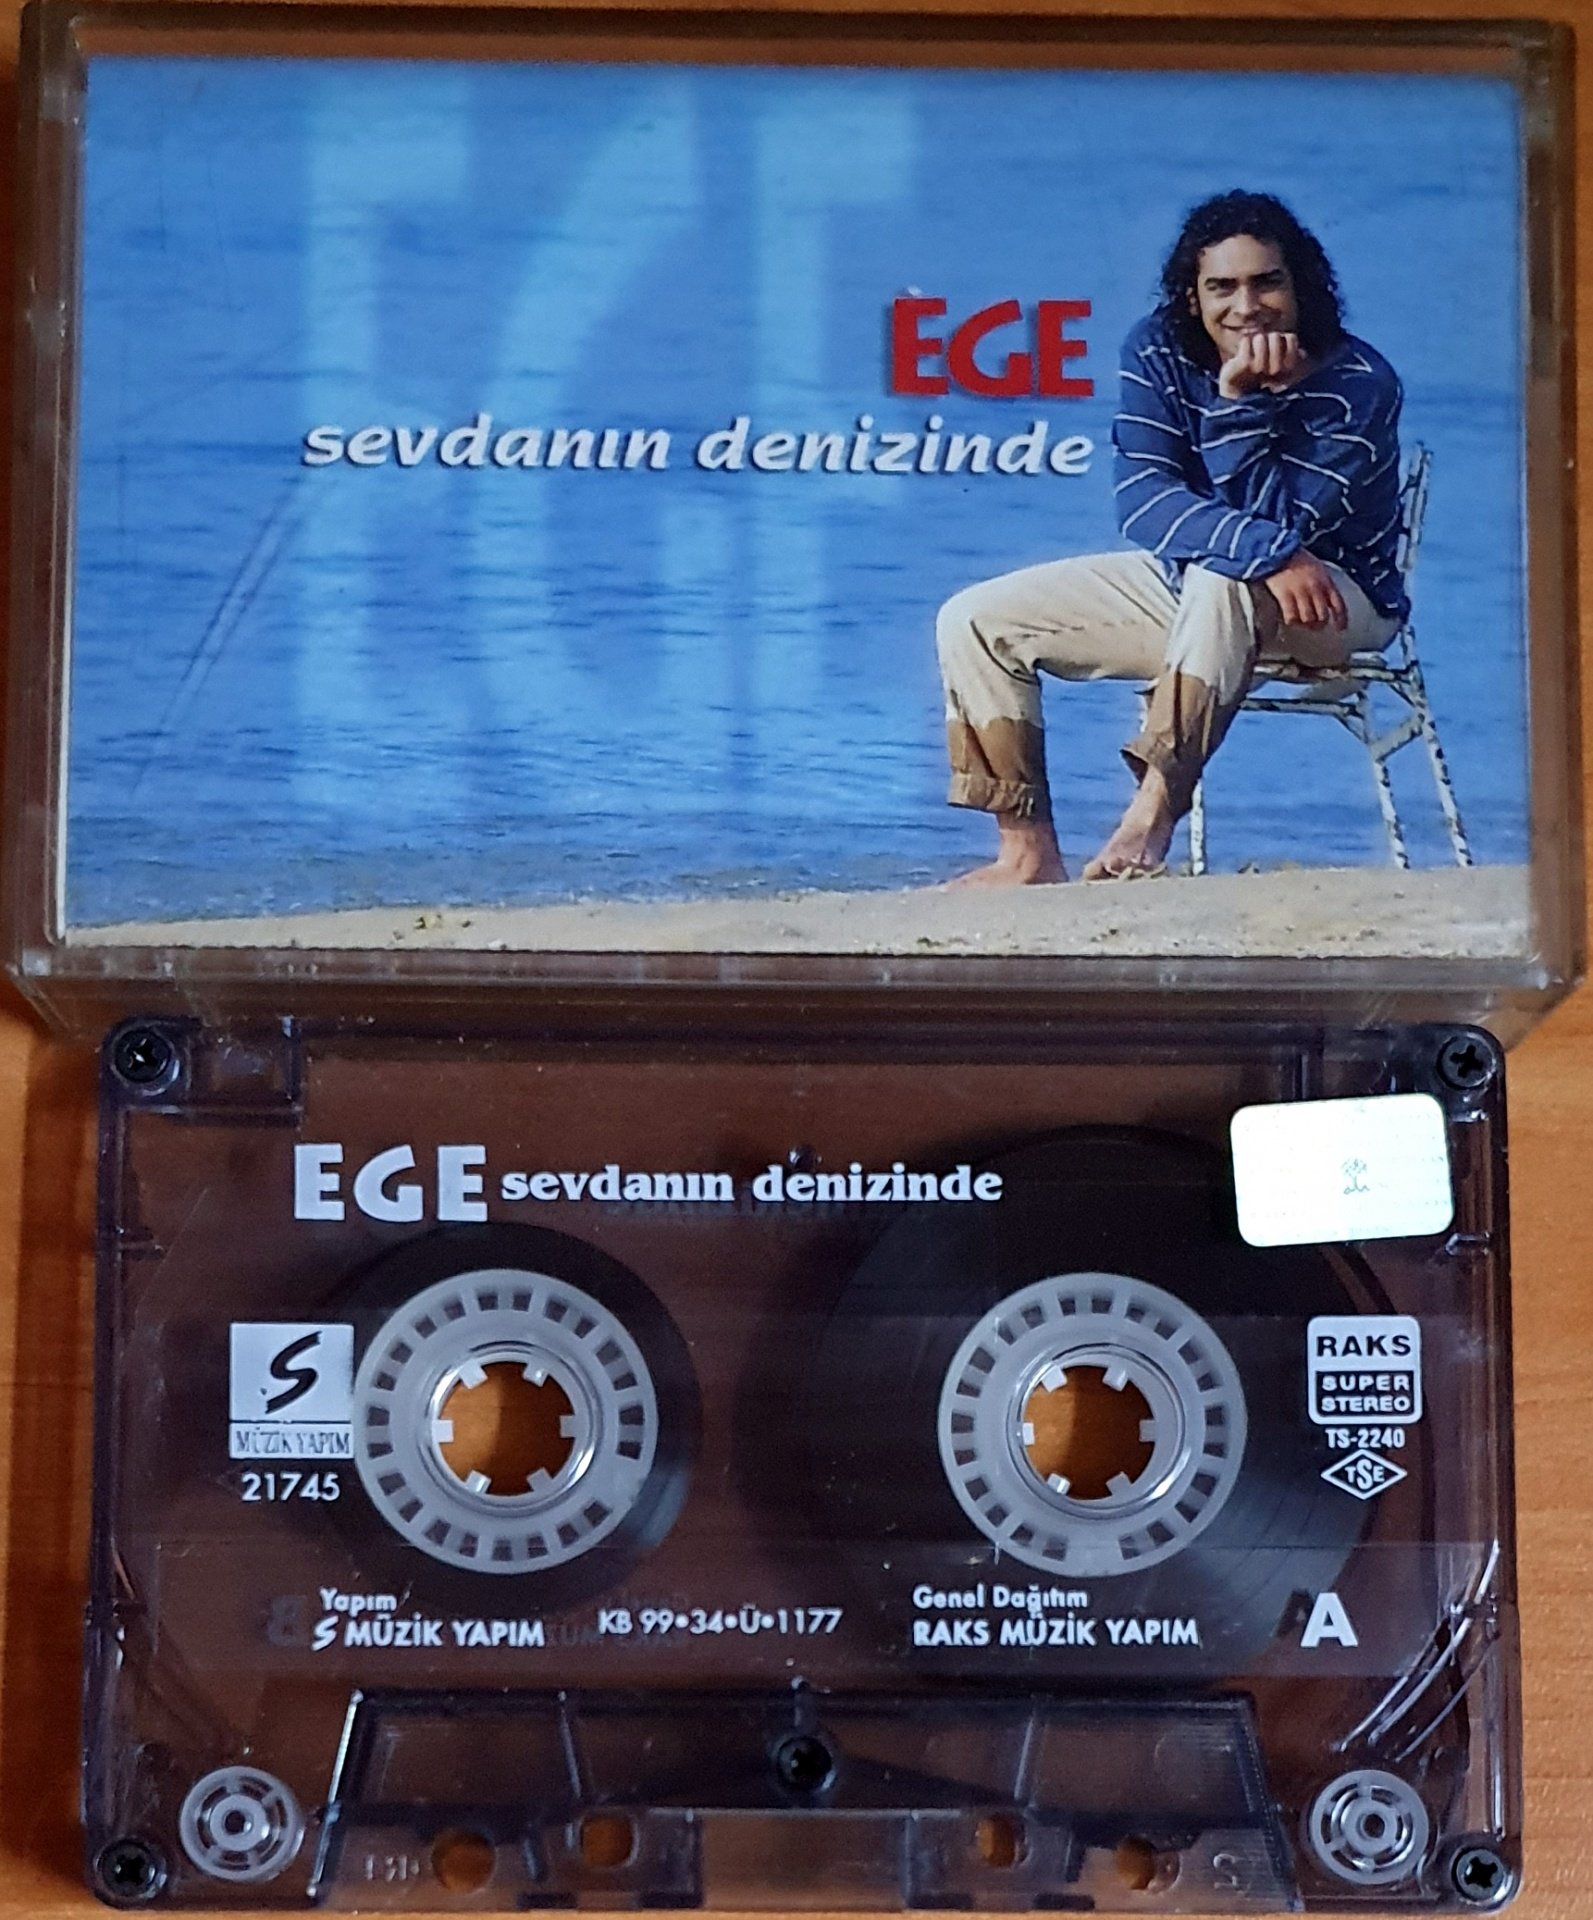 EGE
EGE
sevdanın denizinde
EGE sevdanın denizinde
S
MÜZİK YAPIM
21745
RAKS
SUPER
STEREO
TS-2240
TSE
Yapım
S MÜZİK YAPIM
KB 99•34•Ü•1177
Genel Dağıtım
RAKS MÜZİK YAPIM
A